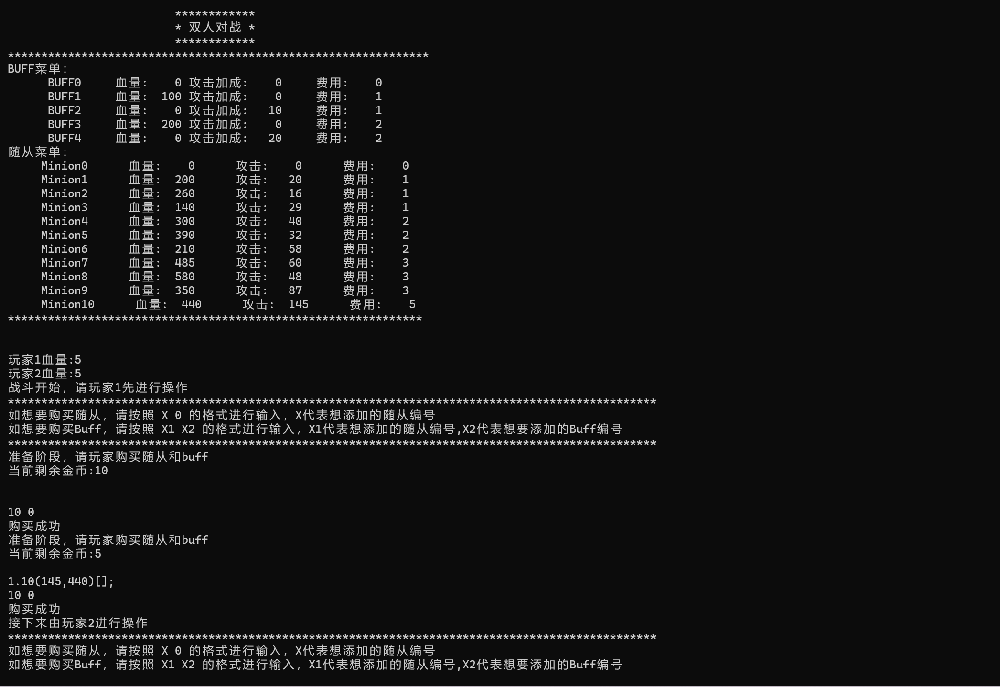 ************
* 双人对战 *
************
***************************************************************
BUFF菜单:
BUFF0 血量: 0 攻击加成: 0 费用: 0
BUFF1 血量: 100 攻击加成: 0 费用: 1
BUFF2 血量: 0 攻击加成: 10 费用: 1
BUFF3 血量: 200 攻击加成: 0 费用: 2
BUFF4 血量: 0 攻击加成: 20 费用: 2
随从菜单:
Minion0 血量: 0 攻击: 0 费用: 0
Minion1 血量: 200 攻击: 20 费用: 1
Minion2 血量: 260 攻击: 16 费用: 1
Minion3 血量: 140 攻击: 29 费用: 1
Minion4 血量: 300 攻击: 40 费用: 2
Minion5 血量: 390 攻击: 32 费用: 2
Minion6 血量: 210 攻击: 58 费用: 2
Minion7 血量: 485 攻击: 60 费用: 3
Minion8 血量: 580 攻击: 48 费用: 3
Minion9 血量: 350 攻击: 87 费用: 3
Minion10 血量: 440 攻击: 145 费用: 5
**************************************************************
玩家1血量:5
玩家2血量:5
战斗开始，请玩家1先进行操作
*************************************************************************************************
如想要购买随从，请按照 X 0 的格式进行输入，X代表想添加的随从编号
如想要购买Buff，请按照 X1 X2 的格式进行输入，X1代表想添加的随从编号,X2代表想要添加的Buff编号
*************************************************************************************************
准备阶段，请玩家购买随从和buff
当前剩余金币:10
10 0
购买成功
准备阶段，请玩家购买随从和buff
当前剩余金币:5
1.10(145,440)[];
10 0
购买成功
接下来由玩家2进行操作
*************************************************************************************************
如想要购买随从，请按照 X 0 的格式进行输入，X代表想添加的随从编号
如想要购买Buff，请按照 X1 X2 的格式进行输入，X1代表想添加的随从编号,X2代表想要添加的Buff编号